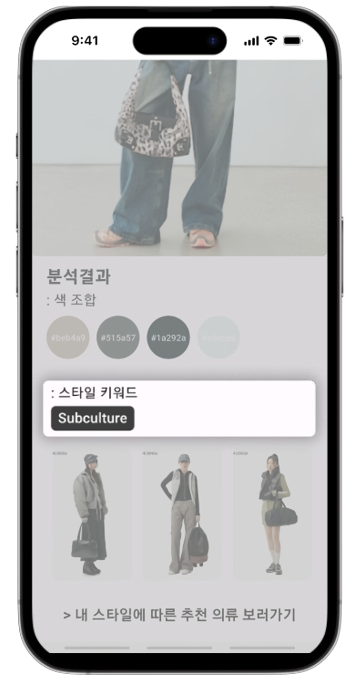 9:41
분석결과
: 색 조합
#beb4a9 #515a57 #1a292a
: 스타일 키워드
Subculture
> 내 스타일에 따른 추천 의류 보러가기